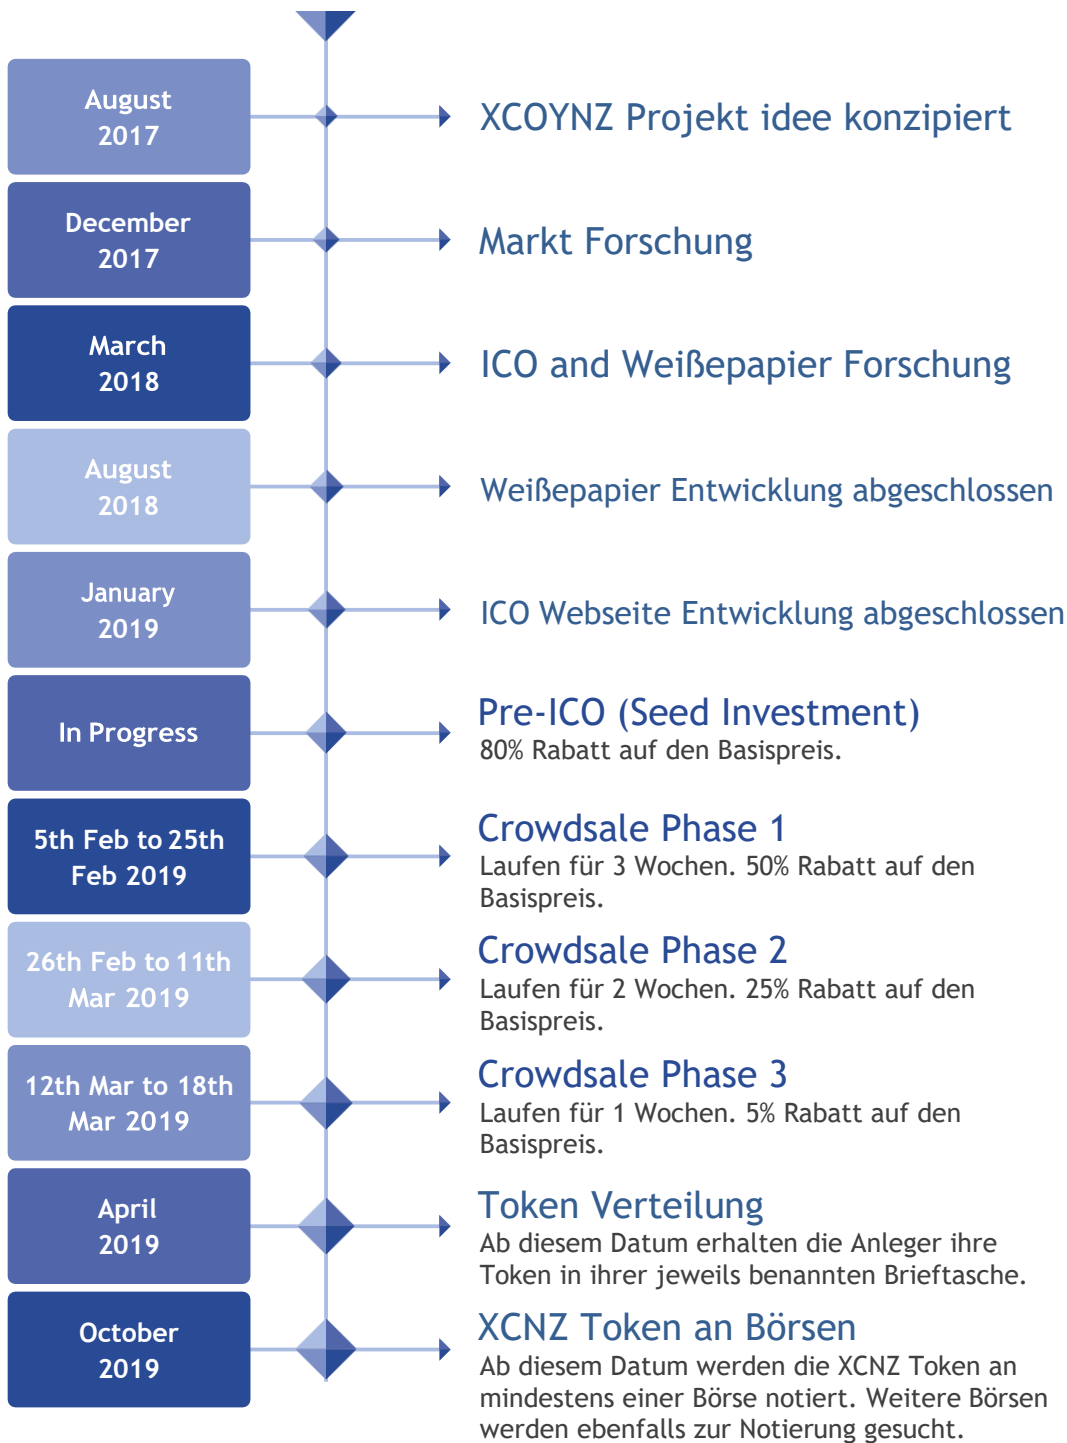 August
2017
XCOYNZ Projekt idee konzipiert
December
2017
Markt Forschung
March
2018
ICO and Weißepapier Forschung
August
2018
Weißepapier Entwicklung abgeschlossen
January
2019
ICO Webseite Entwicklung abgeschlossen
In Progress
Pre-ICO (Seed Investment)
80% Rabatt auf den Basispreis.
5th Feb to 25th
Feb 2019
Crowdsale Phase 1
Laufen für 3 Wochen. 50% Rabatt auf den
Basispreis.
26th Feb to 11th
Mar 2019
Crowdsale Phase 2
Laufen für 2 Wochen. 25% Rabatt auf den
Basispreis.
12th Mar to 18th
Mar 2019
Crowdsale Phase 3
Laufen für 1 Wochen. 5% Rabatt auf den
Basispreis.
April
2019
Token Verteilung
Ab diesem Datum erhalten die Anleger ihre
Token in ihrer jeweils benannten Brieftasche.
October
2019
XCNZ Token an Börsen
Ab diesem Datum werden die XCNZ Token an
mindestens einer Börse notiert. Weitere Börsen
werden ebenfalls zur Notierung gesucht.